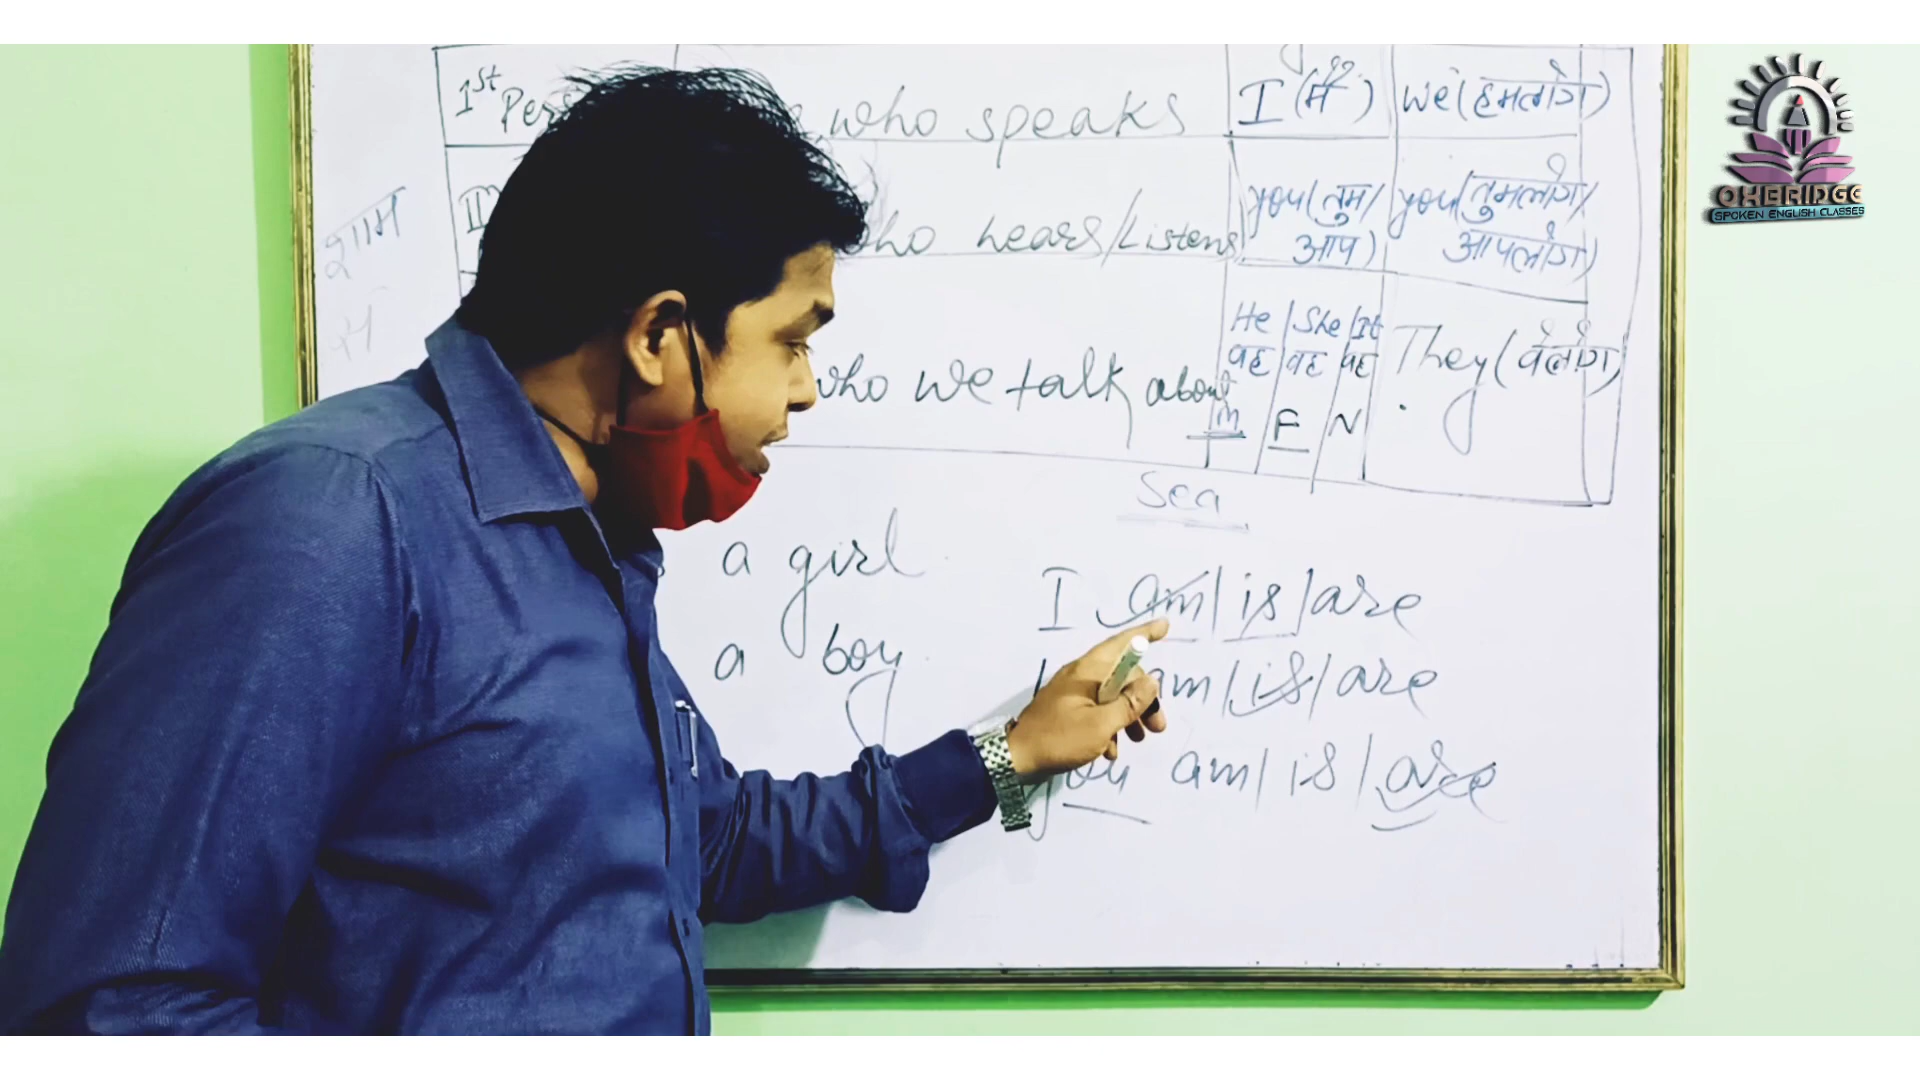 1st Pers who speaks I (मैं) We (हमलोग)
who hears/Listens you (तुम/ you (तुमलोग/
आप) आपलोग)
He / She / It
वह / वह / वह They (वेलोग)
who we talk about
M F N
शाम
Sea
a girl
I am/is/are
a boy
am/is/are
you am/is/are
OXBRIDGE
SPOKEN ENGLISH CLASSES